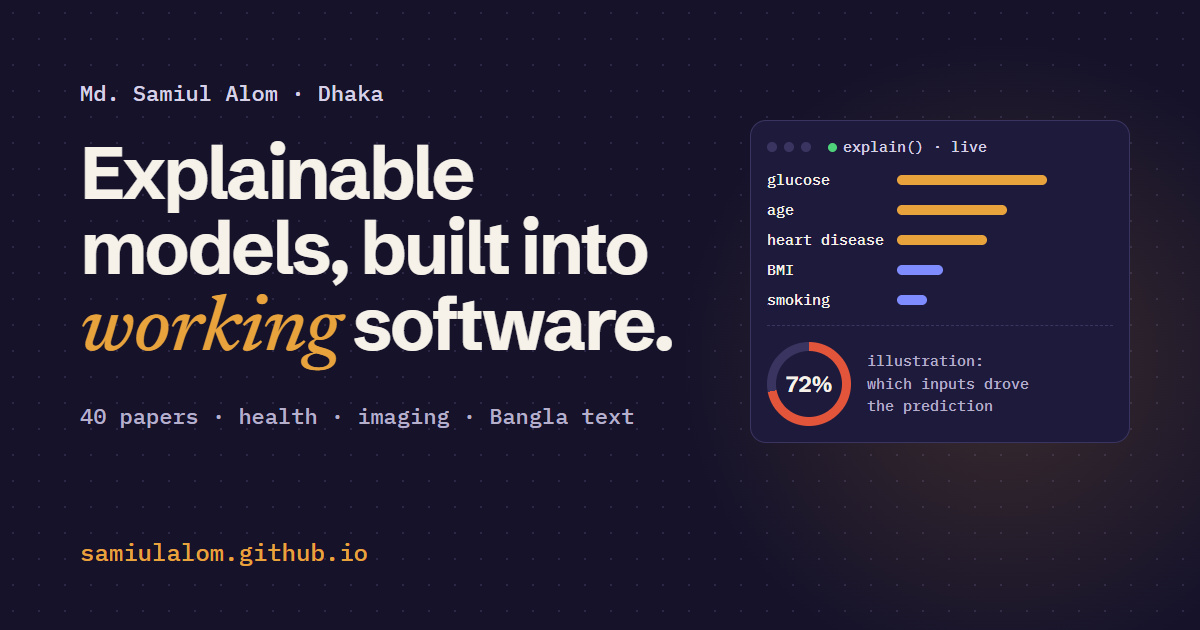 Md. Samiul Alom · Dhaka
Explainable
models, built into
working software.
40 papers · health · imaging · Bangla text
samiulalom.github.io
explain() · live
glucose
age
heart disease
BMI
smoking
72%
illustration:
which inputs drove
the prediction